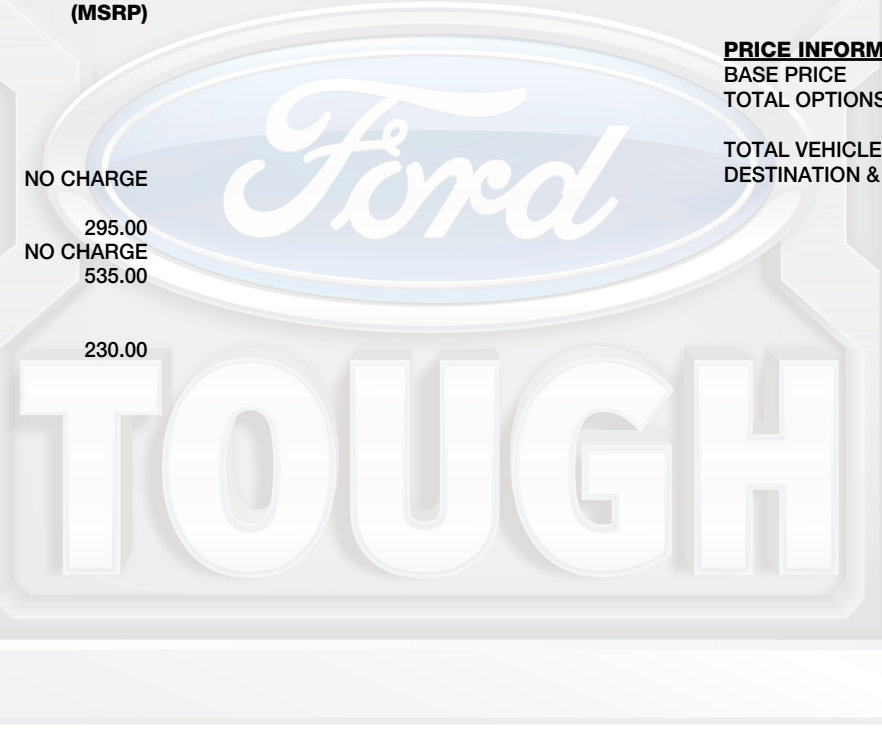 (MSRP)
NO CHARGE
295.00
NO CHARGE
535.00
230.00
PRICE INFORM
BASE PRICE
TOTAL OPTIONS
TOTAL VEHICLE
DESTINATION &
Ford
TOUGH